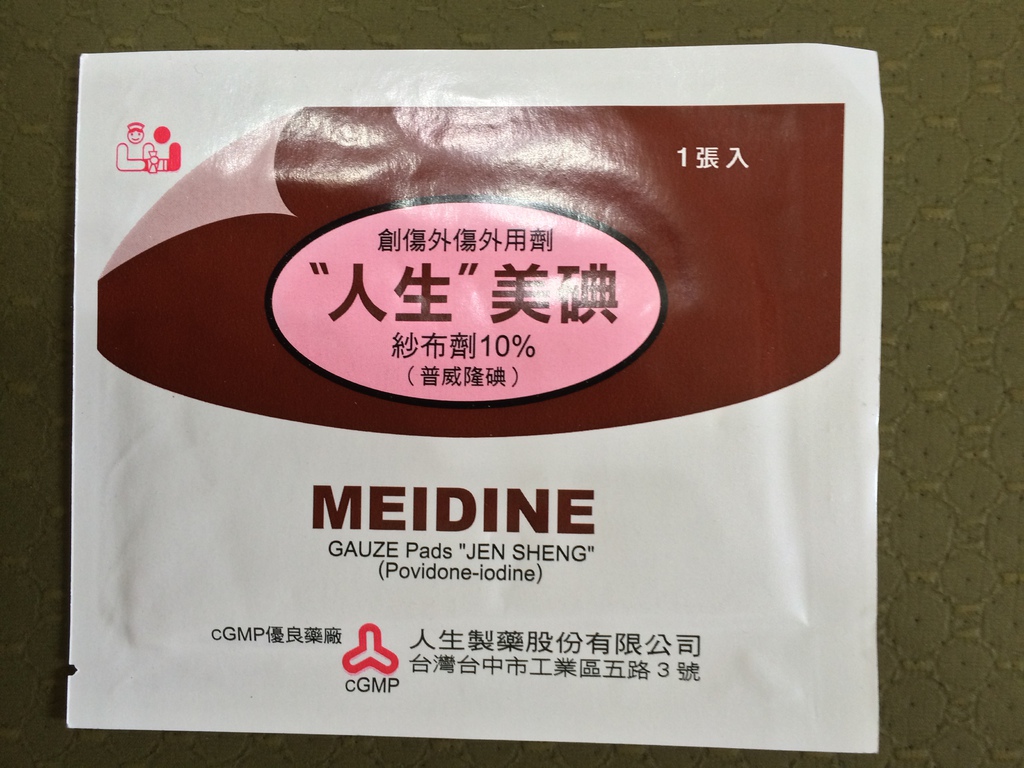 1張入
創傷外傷外用劑
"人生"美碘
紗布劑10%
(普威隆碘)
MEIDINE
GAUZE Pads "JEN SHENG"
(Povidone-iodine)
cGMP優良藥廠
cGMP
人生製藥股份有限公司
台灣台中市工業區五路3號